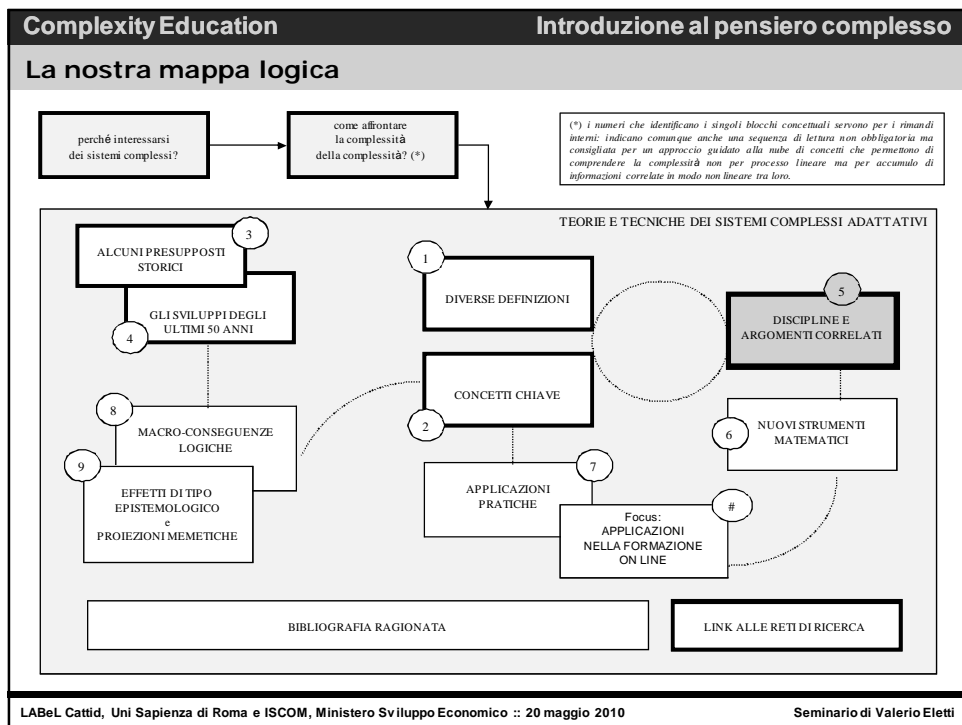 Complexity Education
Introduzione al pensiero complesso
La nostra mappa logica
perché interessarsi
dei sistemi complessi?
come affrontare
la complessità
della complessità? (*)
(*) i numeri che identificano i singoli blocchi concettuali servono per i rimandi
interni: indicano comunque anche una sequenza di lettura non obbligatoria ma
consigliata per un approccio guidato alla nube di concetti che permettono di
comprendere la complessità non per processo lineare ma per accumulo di
informazioni correlate in modo non lineare tra loro.
TEORIE E TECNICHE DEI SISTEMI COMPLESSI ADATTATIVI
3
ALCUNI PRESUPPOSTI
STORICI
GLI SVILUPPI DEGLI
ULTIMI 50 ANNI
4
1
DIVERSE DEFINIZIONI
5
DISCIPLINE E
ARGOMENTI CORRELATI
CONCETTI CHIAVE
2
8
MACRO-CONSEGUENZE
LOGICHE
9
EFFETTI DI TIPO
EPISTEMOLOGICO
e
PROIEZIONI MEMETICHE
6
NUOVI STRUMENTI
MATEMATICI
7
APPLICAZIONI
PRATICHE
#
Focus:
APPLICAZIONI
NELLA FORMAZIONE
ON LINE
BIBLIOGRAFIA RAGIONATA
LINK ALLE RETI DI RICERCA
LABeL Cattid, Uni Sapienza di Roma e ISCOM, Ministero Sviluppo Economico :: 20 maggio 2010
Seminario di Valerio Eletti